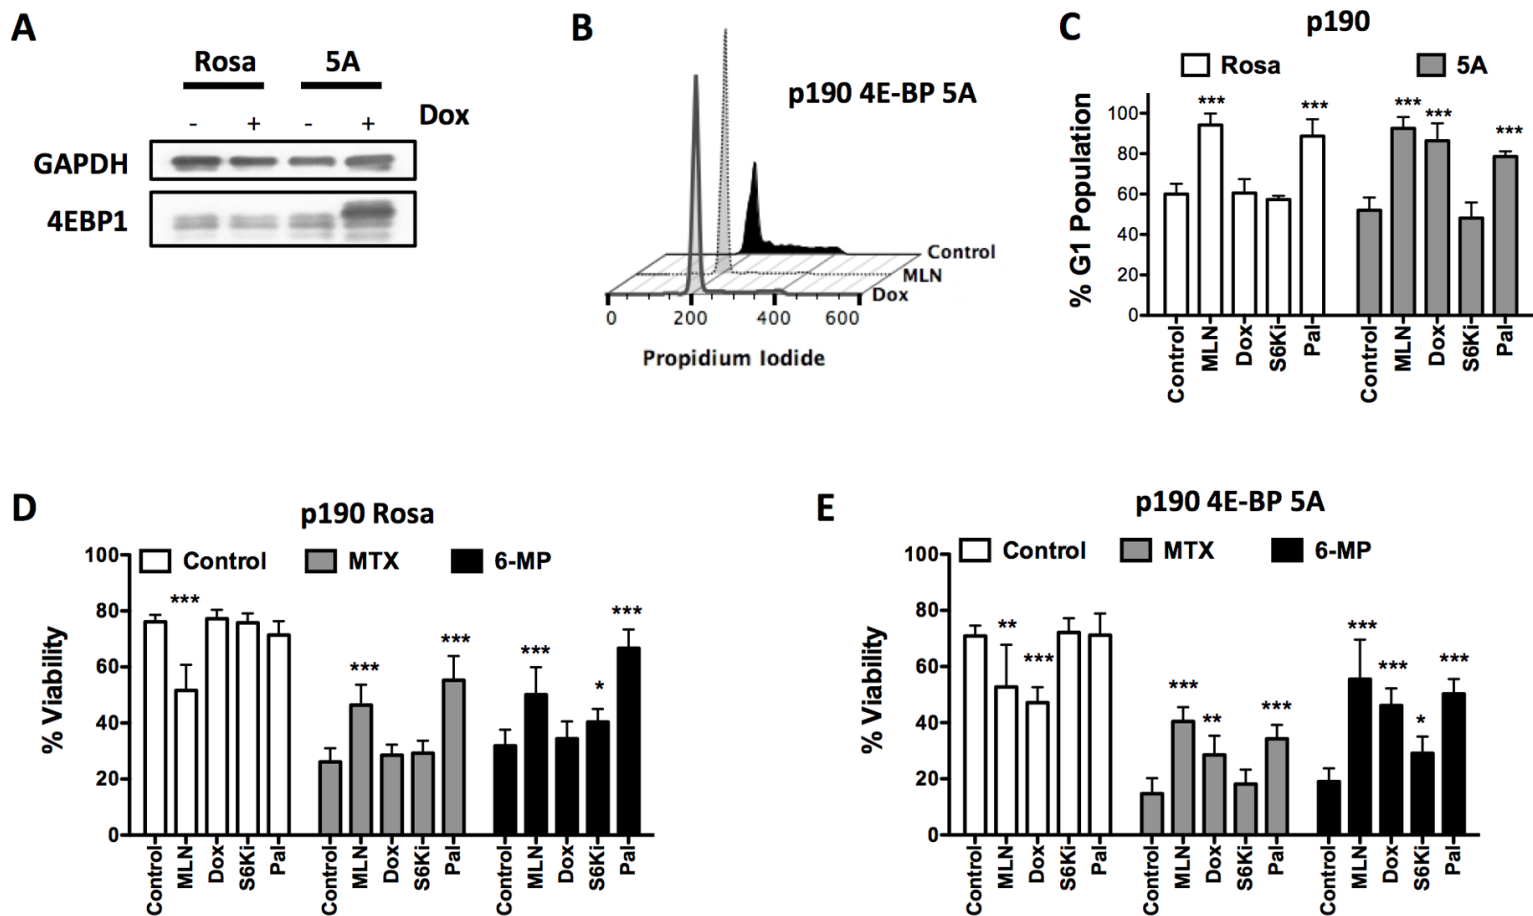 A
Rosa 5A
- + - + Dox
GAPDH
4EBP1
B
p190 4E-BP 5A
Control
MLN
Dox
0 200 400 600
Propidium Iodide
C
p190
Rosa 5A
% G1 Population
100
80
60
40
20
0
*** *** *** *** ***
Control MLN Dox S6Ki Pal Control MLN Dox S6Ki Pal
D
p190 Rosa
Control MTX 6-MP
% Viability
100
80
60
40
20
0
*** *** *** *** * ***
Control MLN Dox S6Ki Pal Control MLN Dox S6Ki Pal Control MLN Dox S6Ki Pal
E
p190 4E-BP 5A
Control MTX 6-MP
% Viability
100
80
60
40
20
0
** *** *** ** *** *** *** * ***
Control MLN Dox S6Ki Pal Control MLN Dox S6Ki Pal Control MLN Dox S6Ki Pal